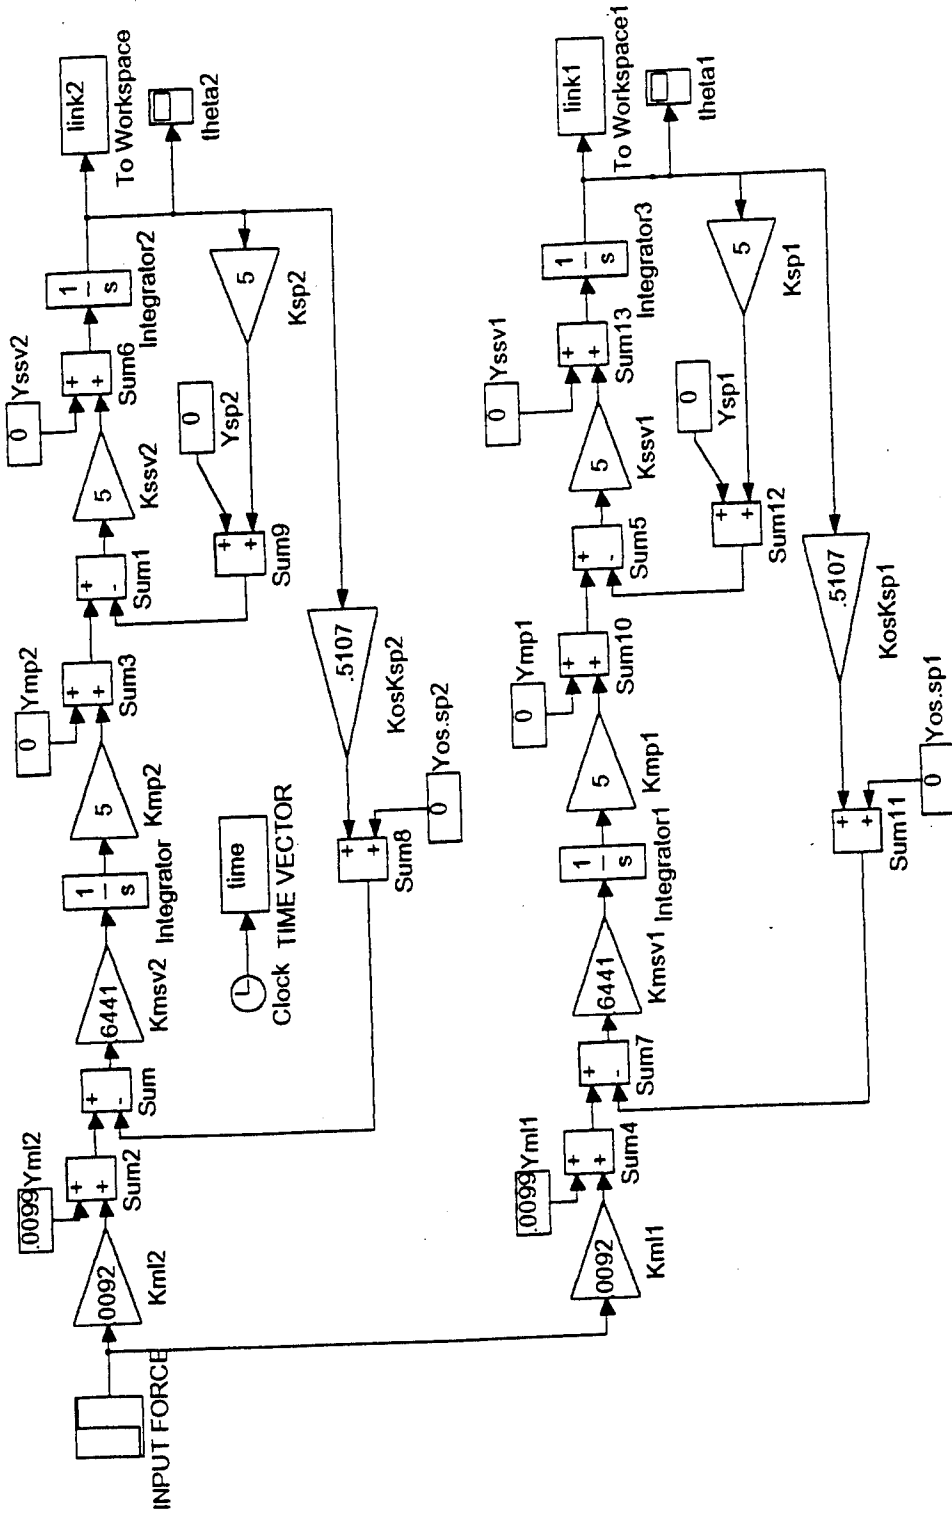 INPUT FORCE
.0092
Kml2
.0099
Yml2
+
+
Sum2
+
-
Sum
6441
Kmsv2
1
s
Integrator
5
Kmp2
0
Ymp2
+
+
Sum3
+
-
Sum1
5
Kssv2
0
Yssv2
+
+
Sum6
1
s
Integrator2
link2
To Workspace
theta2
5
Ksp2
0
Ysp2
+
+
Sum9
.5107
KosKsp2
0
Yos.sp2
+
+
Sum8
Clock
time
TIME VECTOR
.0092
Kml1
.0099
Yml1
+
+
Sum4
+
-
Sum7
6441
Kmsv1
1
s
Integrator1
5
Kmp1
0
Ymp1
+
+
Sum10
+
-
Sum5
5
Kssv1
0
Yssv1
+
+
Sum13
1
s
Integrator3
link1
To Workspace1
theta1
5
Ksp1
0
Ysp1
+
+
Sum12
.5107
KosKsp1
0
Yos.sp1
+
+
Sum11